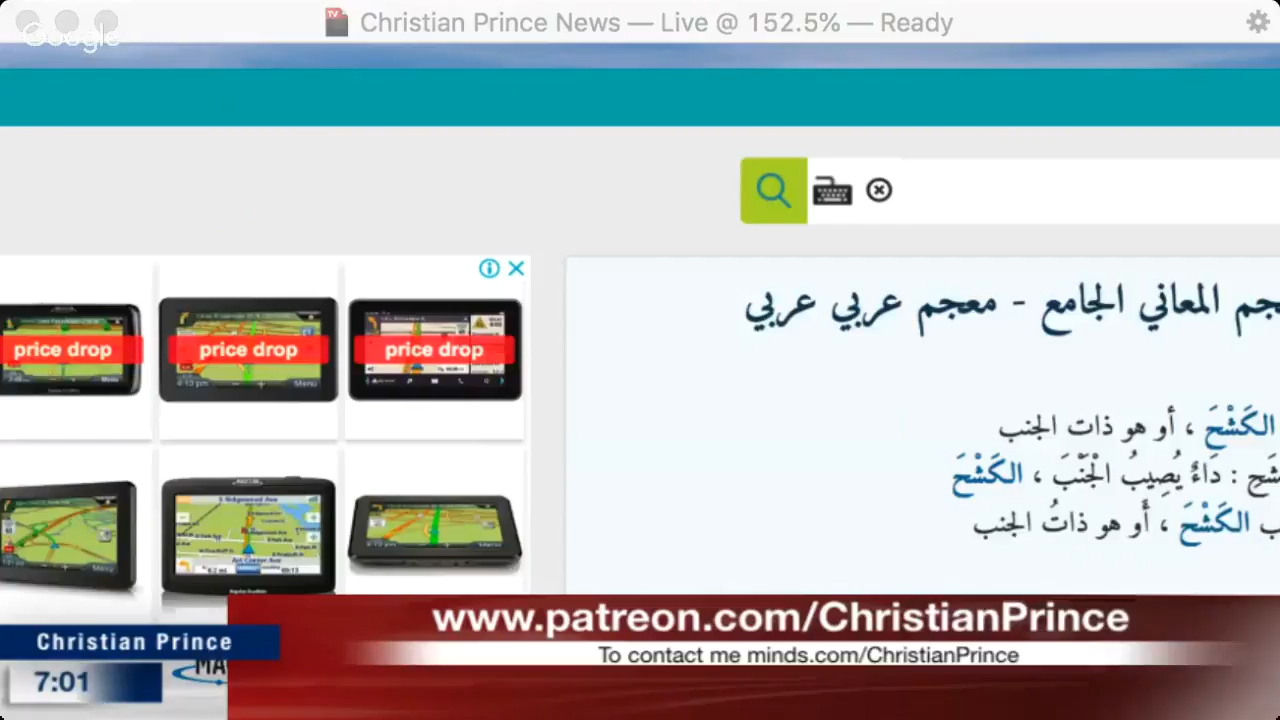 Christian Prince News — Live @ 152.5% — Ready
Google
جم المعاني الجامع - معجم عربي عربي
price drop
price drop
price drop
الكَشْحَ ، أو هو ذات الجنب
شَحِ : دَاءٌ يُصِيبُ الْجَنْبَ ، الكَشْحَ
ب الكَشْحَ ، أَو هو ذاتُ الجنب
www.patreon.com/ChristianPrince
Christian Prince
To contact me minds.com/ChristianPrince
7:01